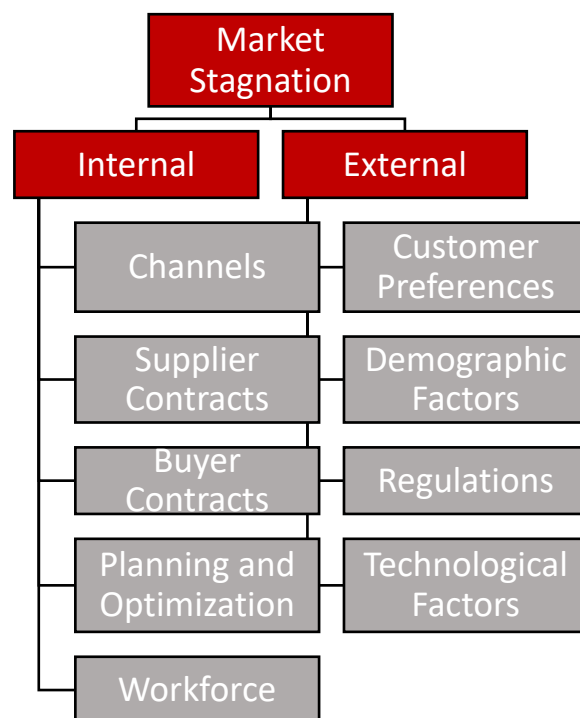 Market
Stagnation
Internal
External
Channels
Customer
Preferences
Supplier
Contracts
Demographic
Factors
Buyer
Contracts
Regulations
Planning and
Optimization
Technological
Factors
Workforce